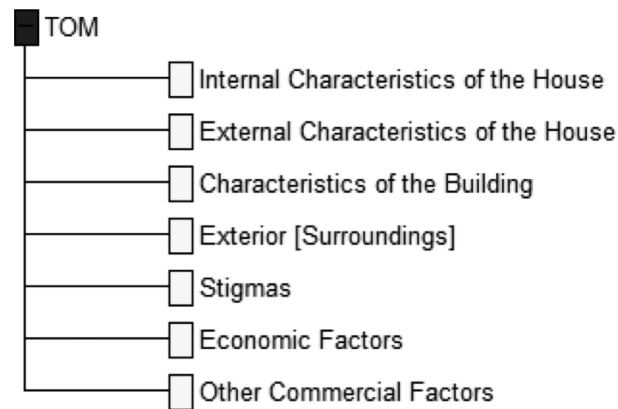 TOM
Internal Characteristics of the House
External Characteristics of the House
Characteristics of the Building
Exterior [Surroundings]
Stigmas
Economic Factors
Other Commercial Factors